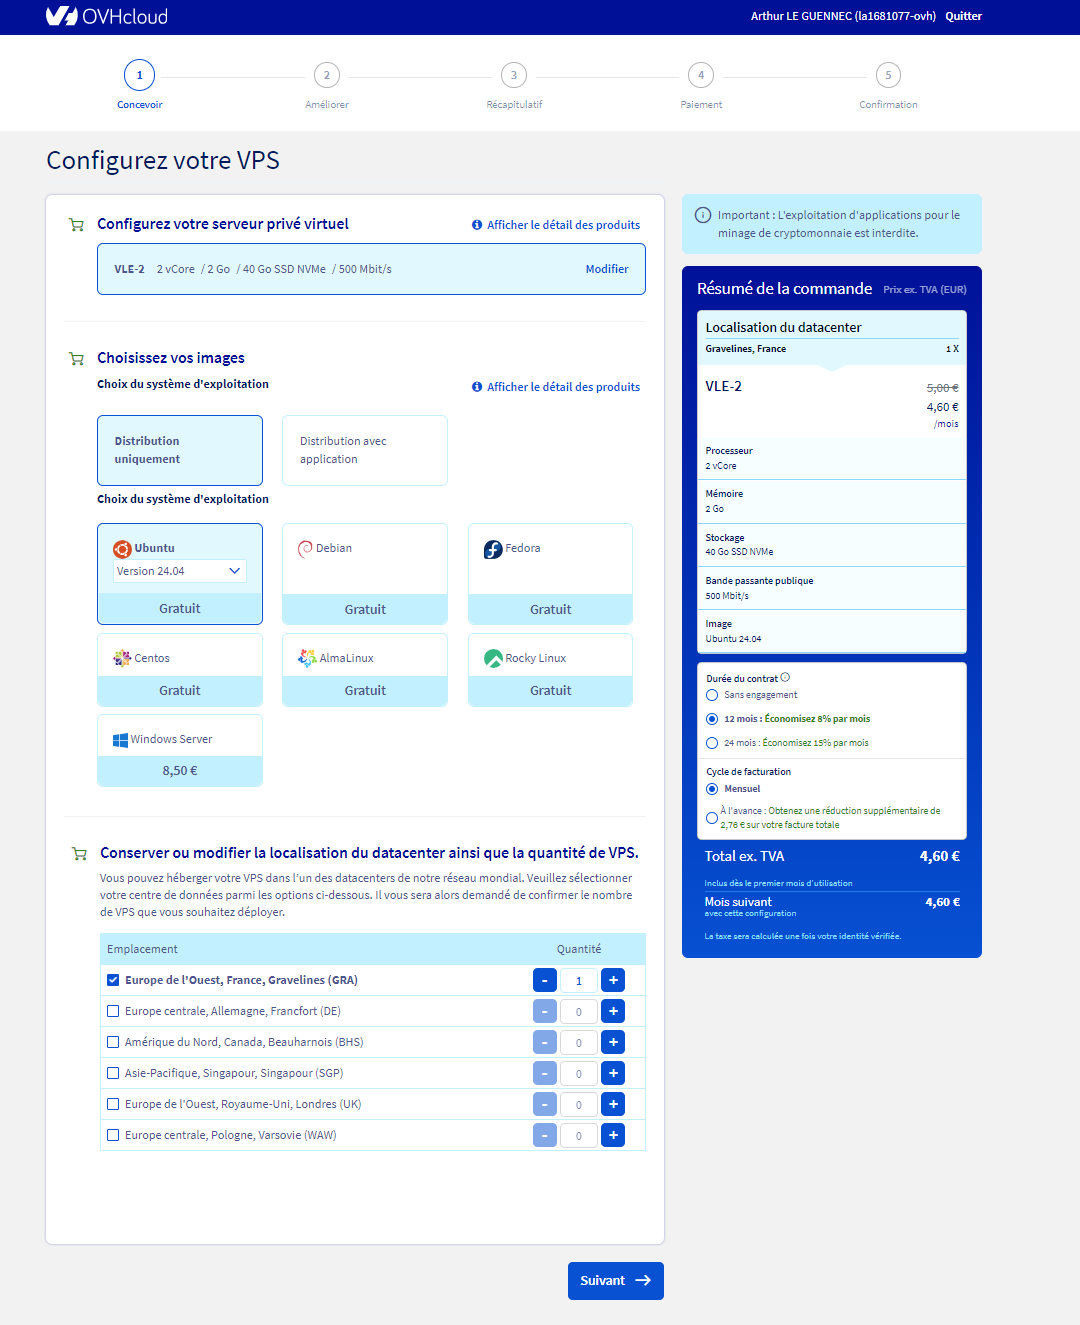 OVHcloud
Arthur LE GUENNEC (la1681077-ovh) Quitter
1 2 3 4 5
Concevoir Améliorer Récapitulatif Paiement Confirmation
Configurez votre VPS
Configurez votre serveur privé virtuel
Afficher le détail des produits
VLE-2 2 vCore / 2 Go / 40 Go SSD NVMe / 500 Mbit/s Modifier
Choisissez vos images
Choix du système d'exploitation
Afficher le détail des produits
Distribution
uniquement
Distribution avec
application
Choix du système d'exploitation
Ubuntu
Version 24.04
Gratuit
Debian
Gratuit
Fedora
Gratuit
Centos
Gratuit
AlmaLinux
Gratuit
Rocky Linux
Gratuit
Windows Server
8,50 €
Conserver ou modifier la localisation du datacenter ainsi que la quantité de VPS.
Vous pouvez héberger votre VPS dans l'un des datacenters de notre réseau mondial. Veuillez sélectionner
votre centre de données parmi les options ci-dessous. Il vous sera alors demandé de confirmer le nombre
de VPS que vous souhaitez déployer.
Emplacement Quantité
Europe de l'Ouest, France, Gravelines (GRA) - 1 +
Europe centrale, Allemagne, Francfort (DE) - 0 +
Amérique du Nord, Canada, Beauharnois (BHS) - 0 +
Asie-Pacifique, Singapour, Singapour (SGP) - 0 +
Europe de l'Ouest, Royaume-Uni, Londres (UK) - 0 +
Europe centrale, Pologne, Varsovie (WAW) - 0 +
Suivant →
Important : L'exploitation d'applications pour le
minage de cryptomonnaie est interdite.
Résumé de la commande Prix ex. TVA (EUR)
Localisation du datacenter
Gravelines, France 1 X
VLE-2 5,00 €
4,60 €
/mois
Processeur
2 vCore
Mémoire
2 Go
Stockage
40 Go SSD NVMe
Bande passante publique
500 Mbit/s
Image
Ubuntu 24.04
Durée du contrat
Sans engagement
12 mois : Économisez 8% par mois
24 mois : Économisez 15% par mois
Cycle de facturation
Mensuel
À l'avance : Obtenez une réduction supplémentaire de
2,76 € sur votre facture totale
Total ex. TVA 4,60 €
Inclus dès le premier mois d'utilisation
Mois suivant 4,60 €
avec cette configuration
La taxe sera calculée une fois votre identité vérifiée.